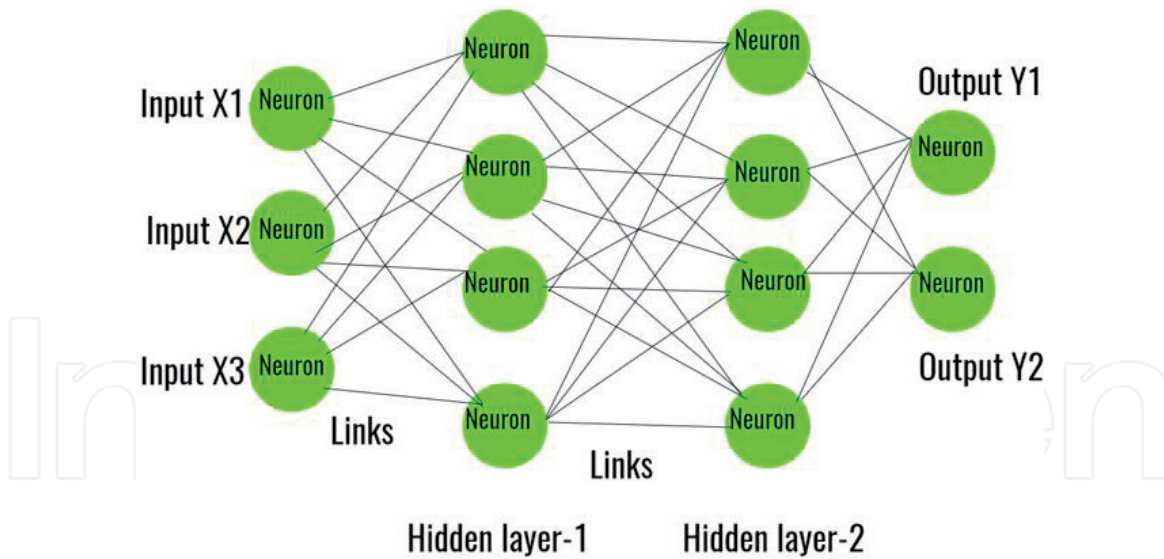 Neuron
Neuron
Output Y1
Input X1
Neuron
Neuron
Neuron
Neuron
Input X2
Neuron
Neuron
Neuron
Neuron
Input X3
Neuron
Output Y2
Links
Neuron
Neuron
Links
Hidden layer-1
Hidden layer-2